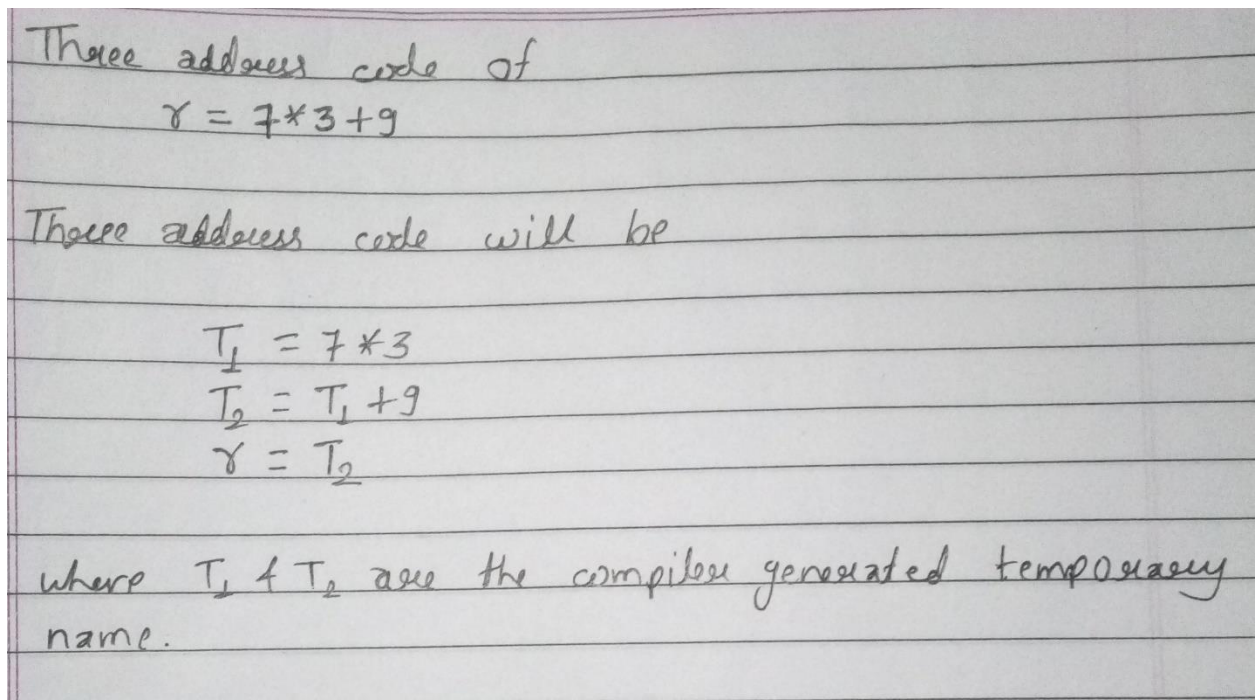 Three address code of
r = 7*3+9
Three address code will be
T₁ = 7*3
T₂ = T₁ +9
r = T₂
where T₁ & T₂ are the compiler generated temporary
name.